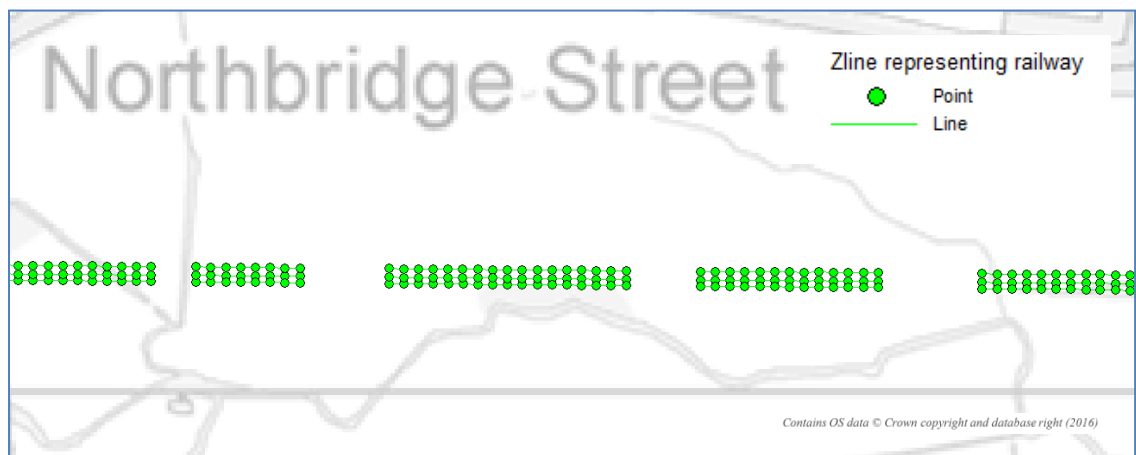 Northbridge Street
Zline representing railway
Point
Line
Contains OS data © Crown copyright and database right (2016)